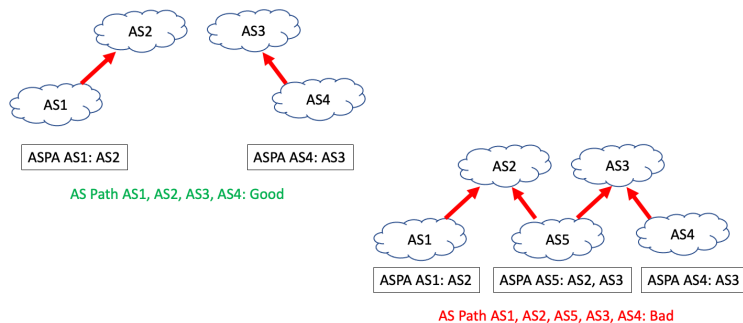 AS2
AS3
AS1
AS4
ASPA AS1: AS2
ASPA AS4: AS3
AS Path AS1, AS2, AS3, AS4: Good
AS2
AS3
AS1
AS5
AS4
ASPA AS1: AS2
ASPA AS5: AS2, AS3
ASPA AS4: AS3
AS Path AS1, AS2, AS5, AS3, AS4: Bad